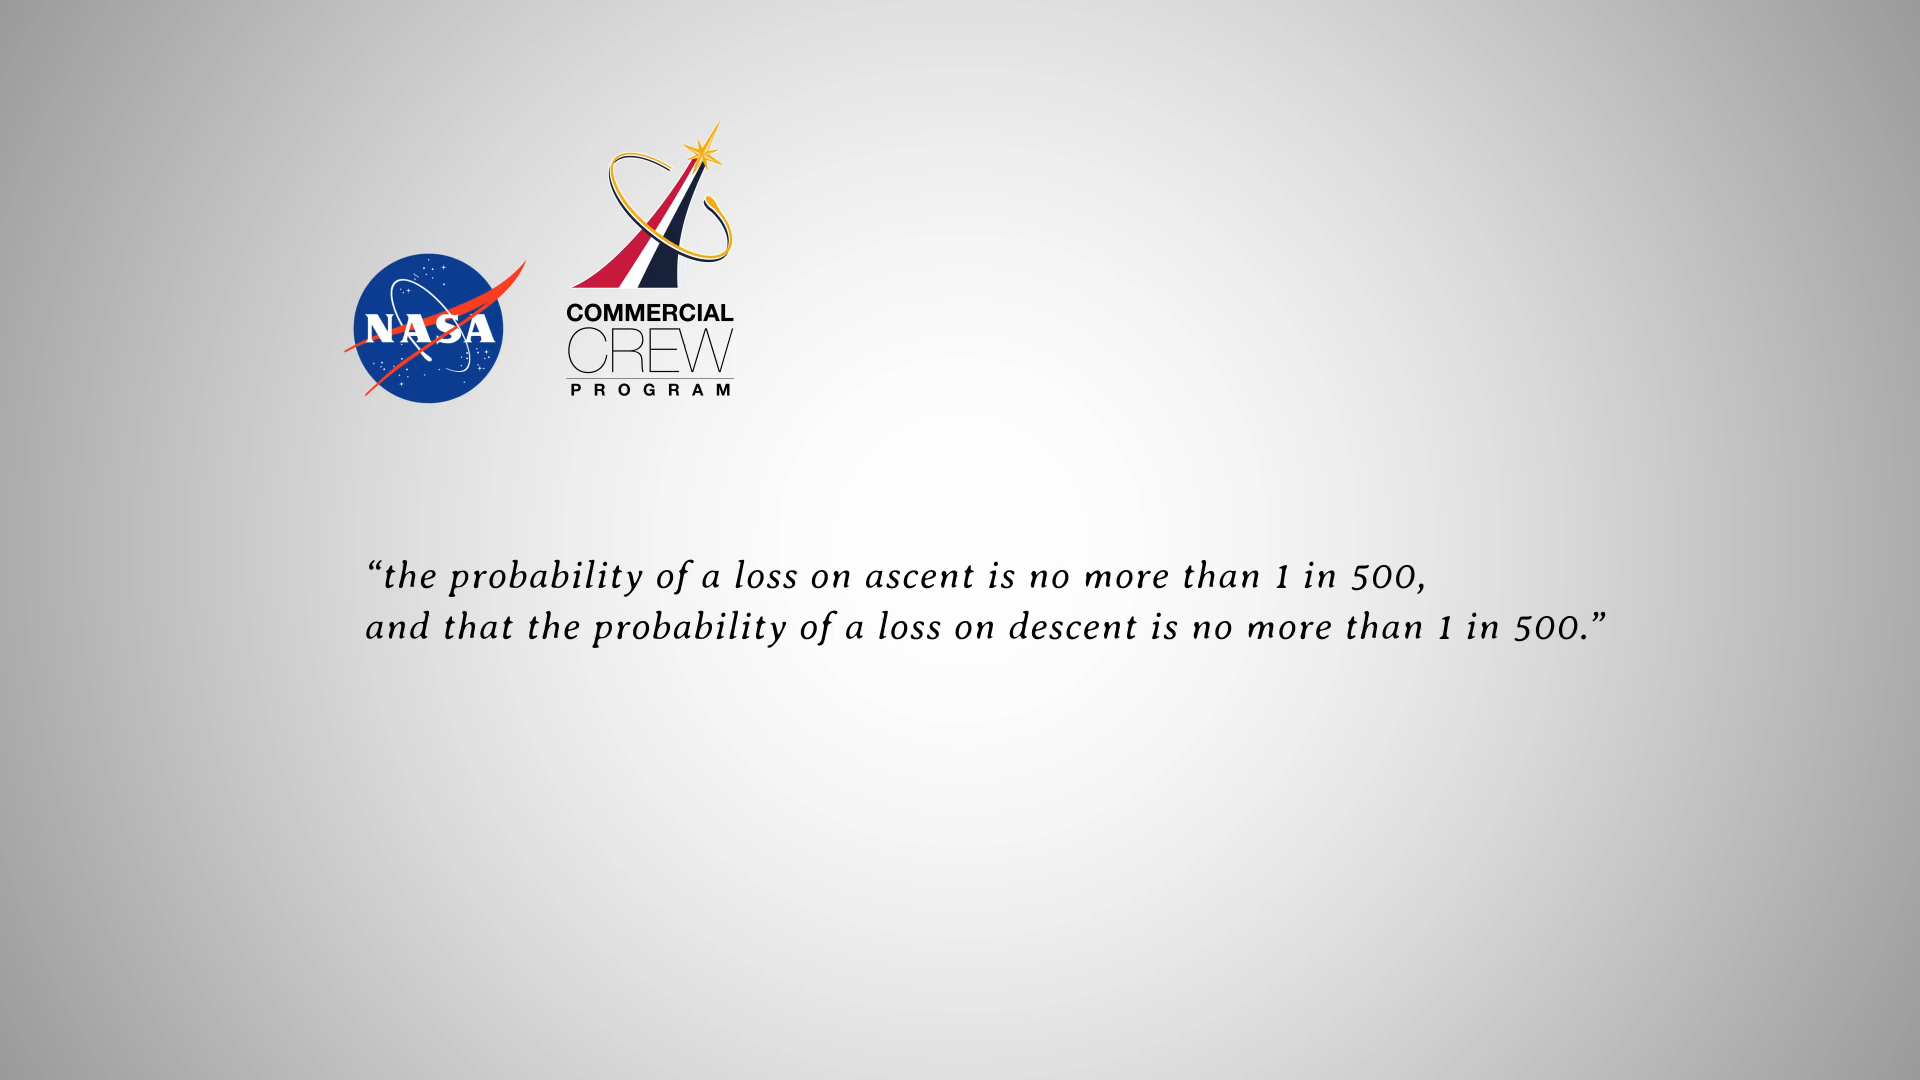 NASA
COMMERCIAL
CREW
PROGRAM
“the probability of a loss on ascent is no more than 1 in 500,
and that the probability of a loss on descent is no more than 1 in 500.”